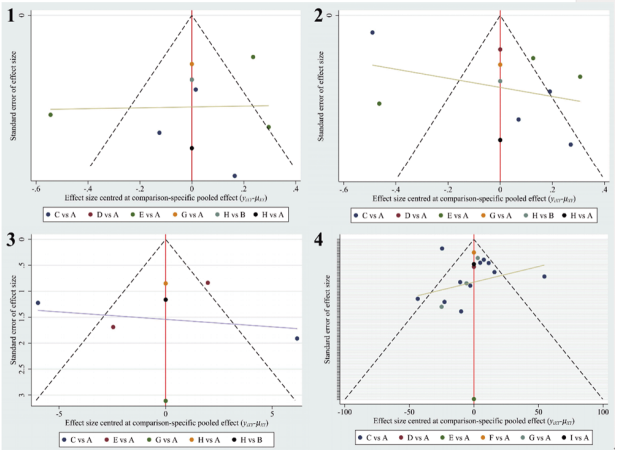 1
Standard error of effect size
0
-.6 -.4 -.2 0 .2 .4
Effect size centred at comparison-specific pooled effect (yᵢXY-μXY)
C vs A D vs A E vs A G vs A H vs B H vs A
2
Standard error of effect size
0
-.6 -.4 -.2 0 .2 .4
Effect size centred at comparison-specific pooled effect (yᵢXY-μXY)
C vs A D vs A E vs A G vs A H vs B H vs A
3
Standard error of effect size
0
.5
1
1.5
2
2.5
3
-5 0 5
Effect size centred at comparison-specific pooled effect (yᵢXY-μXY)
C vs A E vs A G vs A H vs A H vs B
4
Standard error of effect size
-100 -50 0 50 100
Effect size centred at comparison-specific pooled effect (yᵢXY-μXY)
C vs A D vs A E vs A F vs A G vs A I vs A